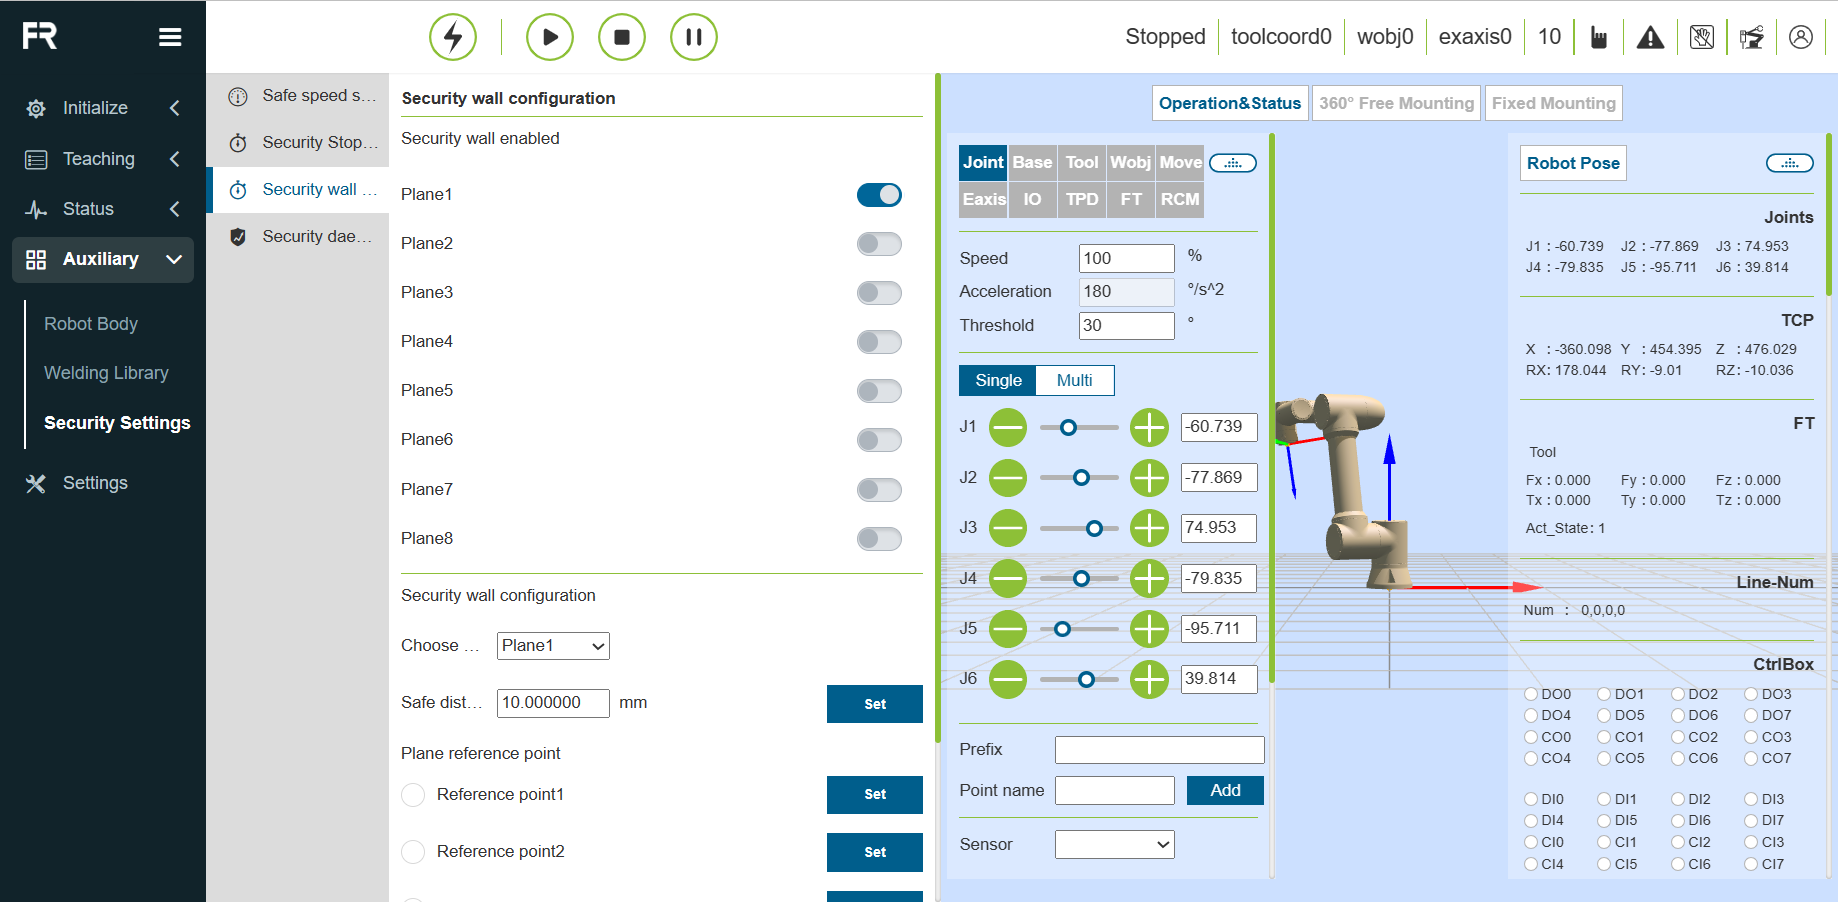 FR
Stopped toolcoord0 wobj0 exaxis0 10
Initialize
Teaching
Status
Auxiliary
Robot Body
Welding Library
Security Settings
Settings
Safe speed s...
Security Stop...
Security wall ...
Security dae...
Security wall configuration
Security wall enabled
Plane1
Plane2
Plane3
Plane4
Plane5
Plane6
Plane7
Plane8
Security wall configuration
Choose ... Plane1
Safe dist... 10.000000 mm Set
Plane reference point
Reference point1 Set
Reference point2 Set
Operation&Status 360° Free Mounting Fixed Mounting
Joint Base Tool Wobj Move
Eaxis IO TPD FT RCM
Speed 100 %
Acceleration 180 °/s^2
Threshold 30 °
Single Multi
J1 -60.739
J2 -77.869
J3 74.953
J4 -79.835
J5 -95.711
J6 39.814
Prefix
Point name Add
Sensor
Robot Pose
Joints
J1 : -60.739 J2 : -77.869 J3 : 74.953
J4 : -79.835 J5 : -95.711 J6 : 39.814
TCP
X : -360.098 Y : 454.395 Z : 476.029
RX: 178.044 RY: -9.01 RZ: -10.036
FT
Tool
Fx : 0.000 Fy : 0.000 Fz : 0.000
Tx : 0.000 Ty : 0.000 Tz : 0.000
Act_State: 1
Line-Num
Num : 0,0,0,0
CtrlBox
DO0 DO1 DO2 DO3
DO4 DO5 DO6 DO7
CO0 CO1 CO2 CO3
CO4 CO5 CO6 CO7
DI0 DI1 DI2 DI3
DI4 DI5 DI6 DI7
CI0 CI1 CI2 CI3
CI4 CI5 CI6 CI7